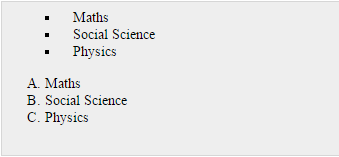 ▪ Maths
▪ Social Science
▪ Physics
A. Maths
B. Social Science
C. Physics